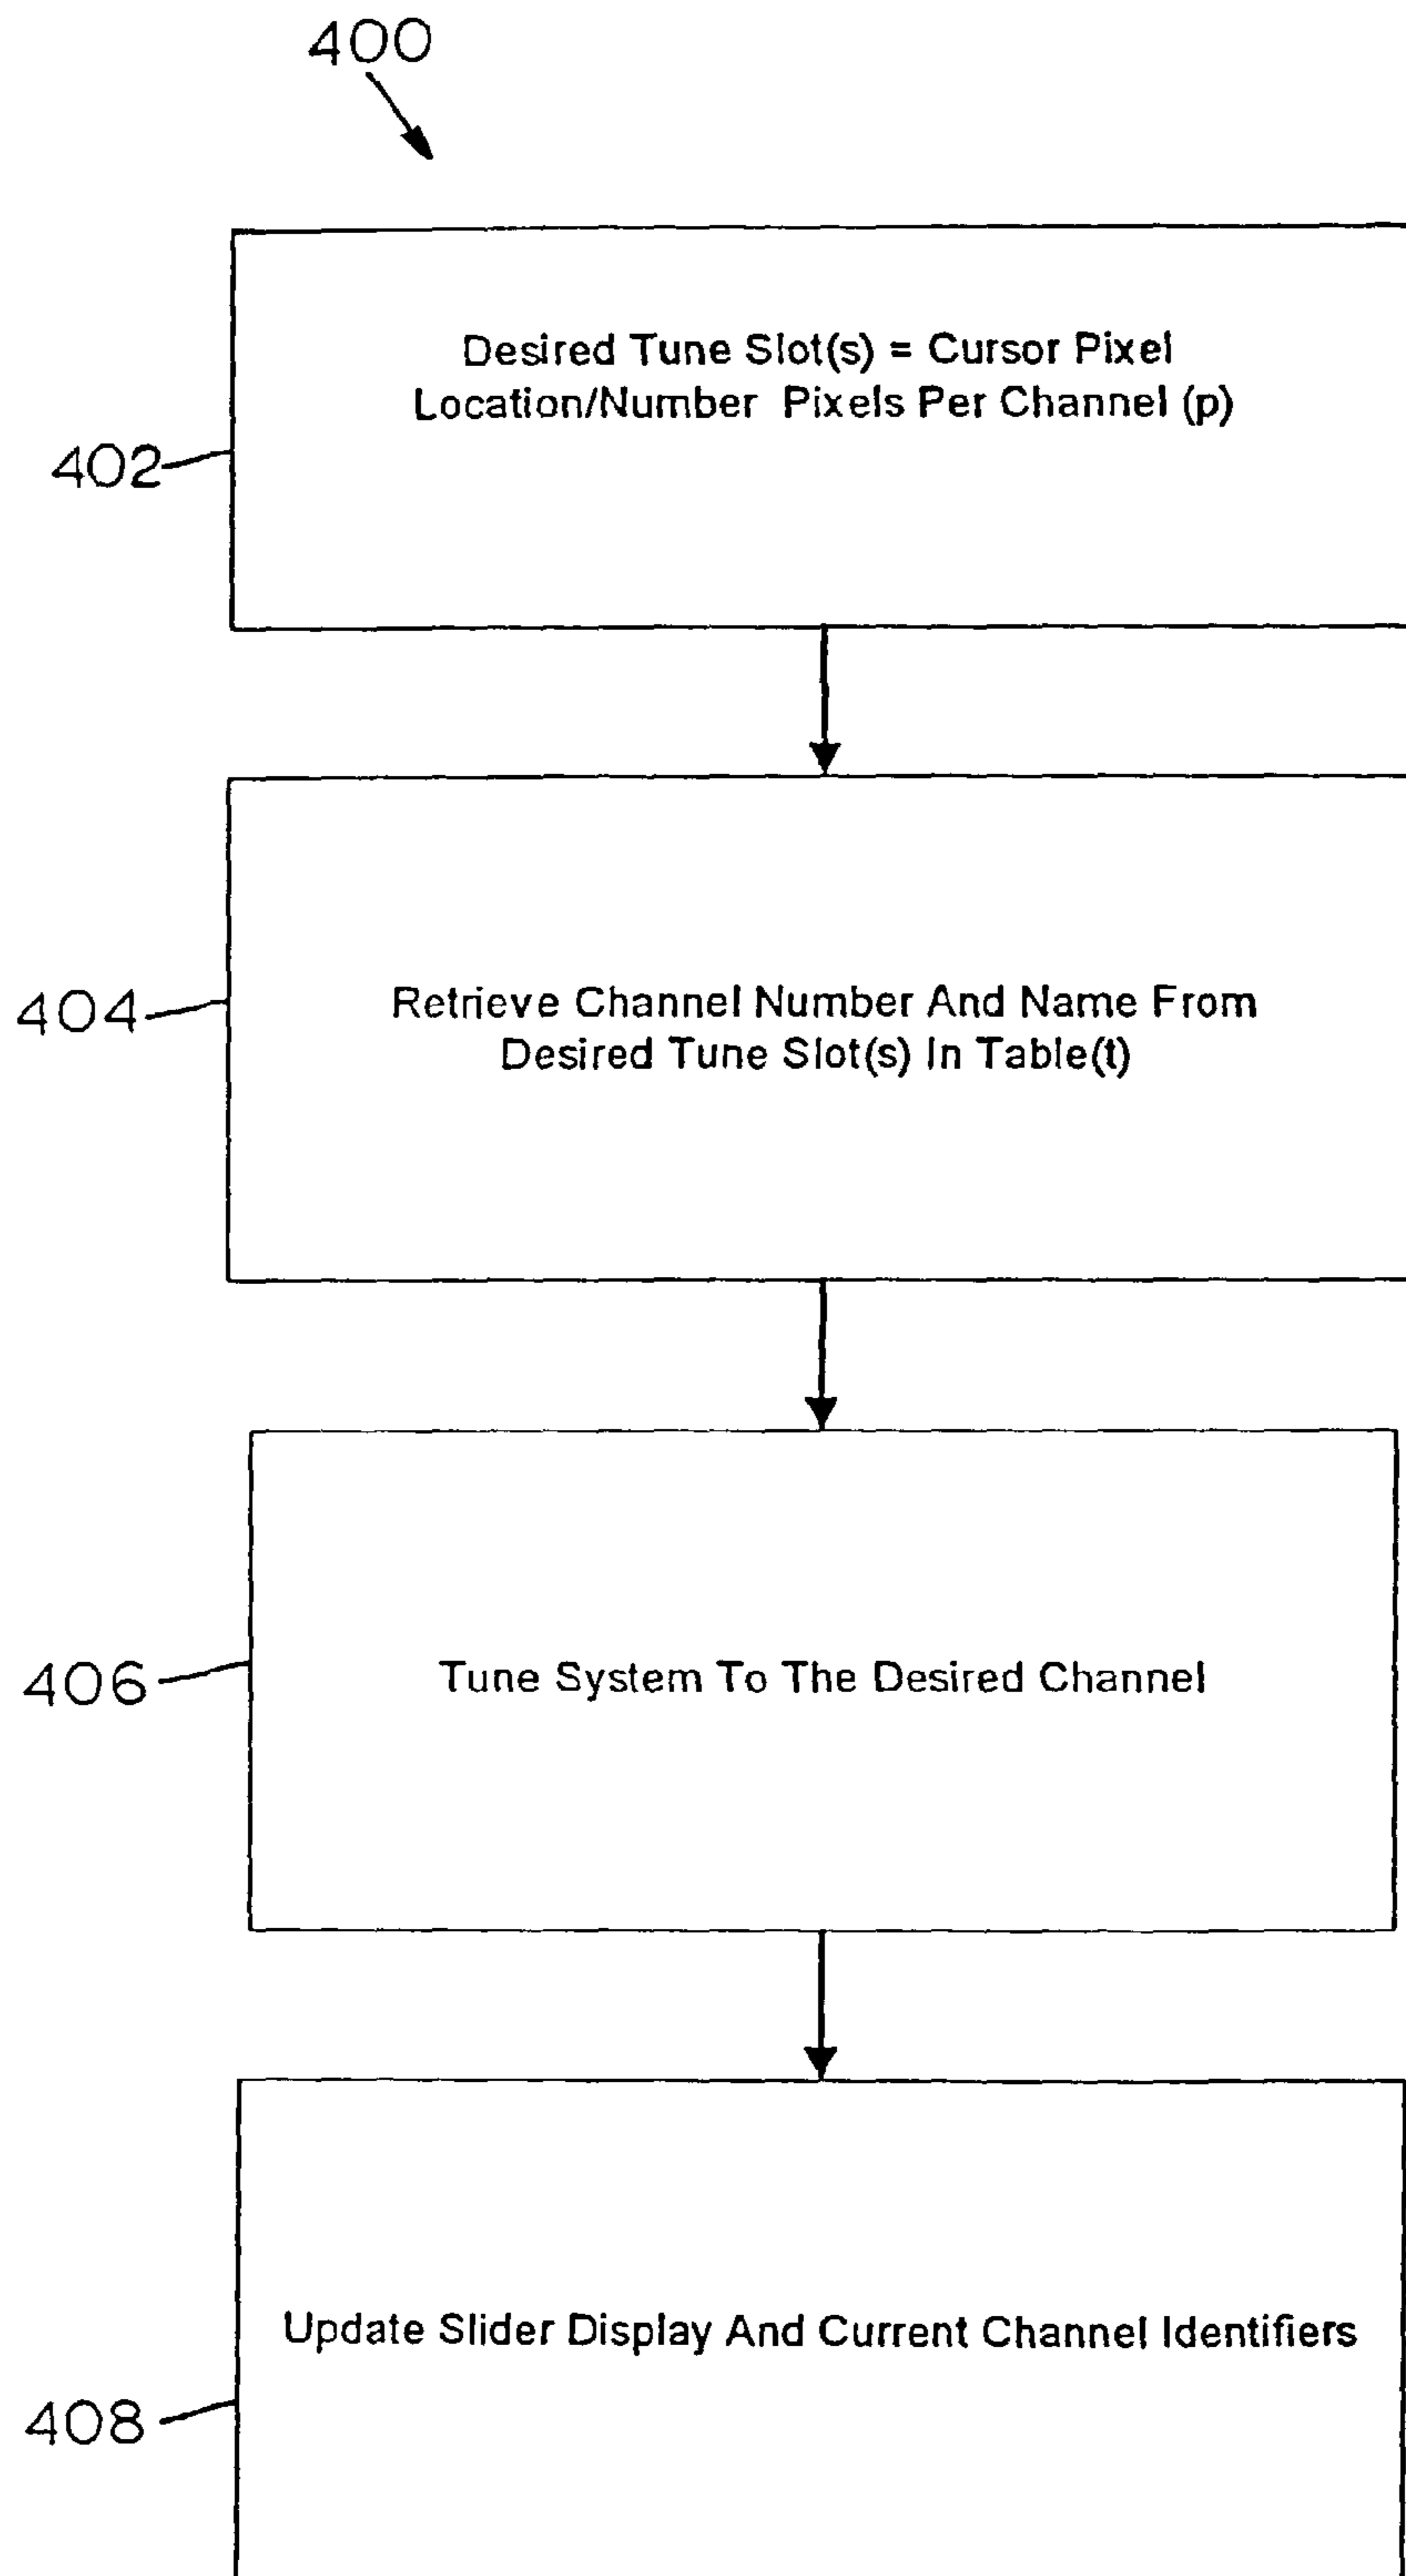 400
Desired Tune Slot(s) = Cursor Pixel
Location/Number Pixels Per Channel (p)
402
404
Retrieve Channel Number And Name From
Desired Tune Slot(s) In Table(t)
406
Tune System To The Desired Channel
Update Slider Display And Current Channel Identifiers
408